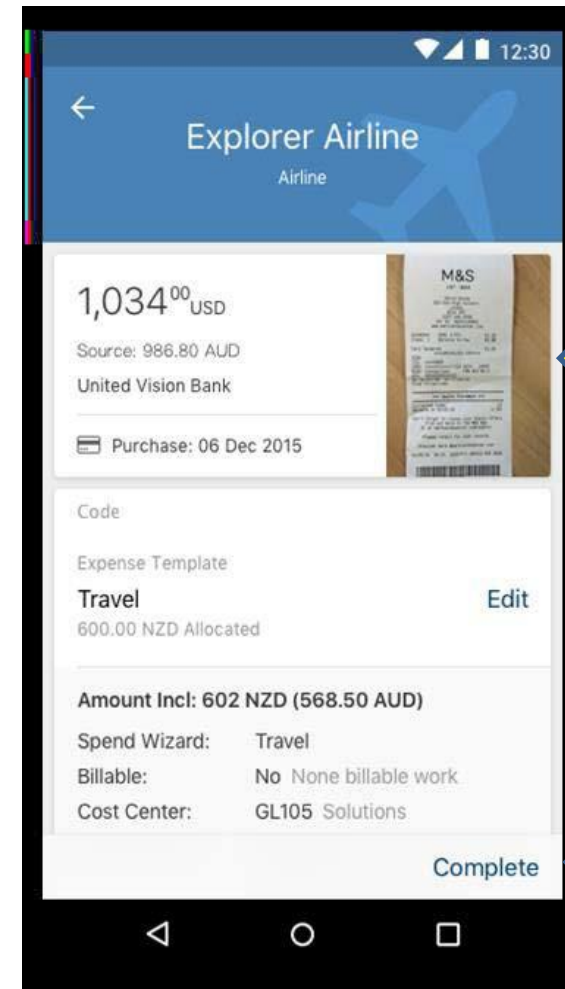 12:30
Explorer Airline
Airline
1,034⁰⁰USD
Source: 986.80 AUD
United Vision Bank
Purchase: 06 Dec 2015
M&S
Code
Expense Template
Travel
Edit
600.00 NZD Allocated
Amount Incl: 602 NZD (568.50 AUD)
Spend Wizard: Travel
Billable: No None billable work
Cost Center: GL105 Solutions
Complete